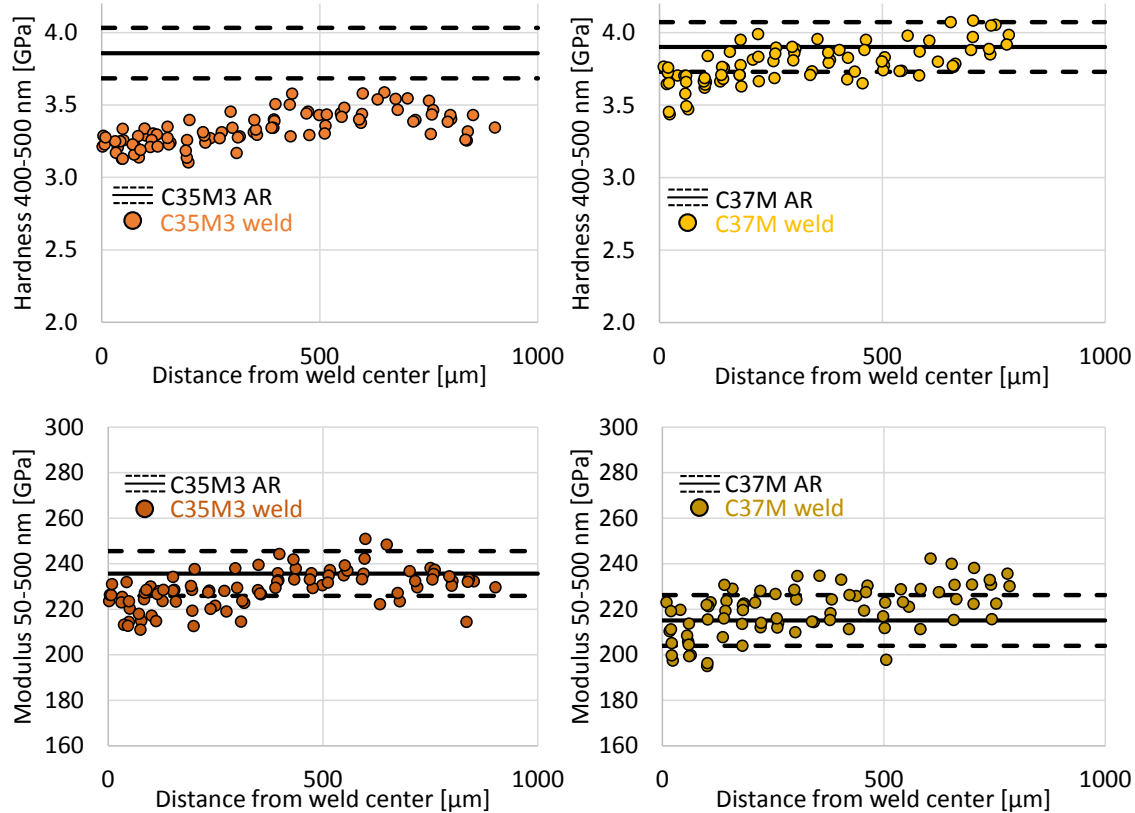 Hardness 400-500 nm [GPa]
4.0
3.5
3.0
2.5
2.0
C35M3 AR
C35M3 weld
0
500
1000
Distance from weld center [µm]
Hardness 400-500 nm [GPa]
4.0
3.5
3.0
2.5
2.0
C37M AR
C37M weld
0
500
1000
Distance from weld center [µm]
Modulus 50-500 nm [GPa]
300
280
260
240
220
200
180
160
C35M3 AR
C35M3 weld
0
500
1000
Distance from weld center [µm]
Modulus 50-500 nm [GPa]
300
280
260
240
220
200
180
160
C37M AR
C37M weld
0
500
1000
Distance from weld center [µm]